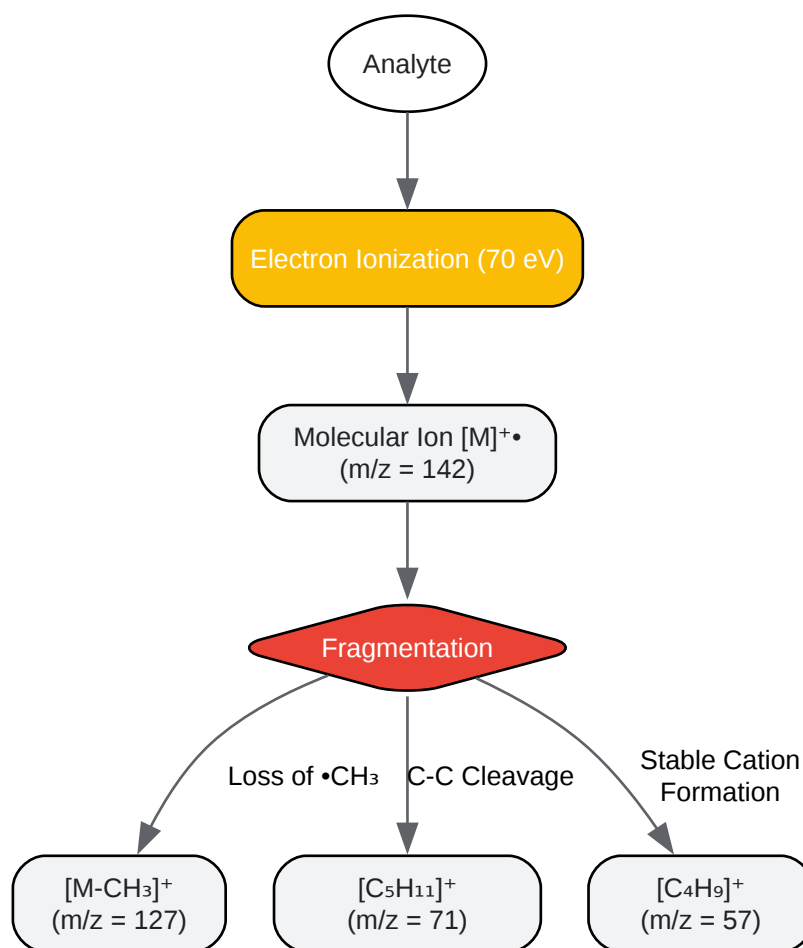 Analyte
Electron Ionization (70 eV)
Molecular Ion [M]⁺•
(m/z = 142)
Fragmentation
Loss of •CH₃
C-C Cleavage
Stable Cation
Formation
[M-CH₃]⁺
(m/z = 127)
[C₅H₁₁]⁺
(m/z = 71)
[C₄H₉]⁺
(m/z = 57)